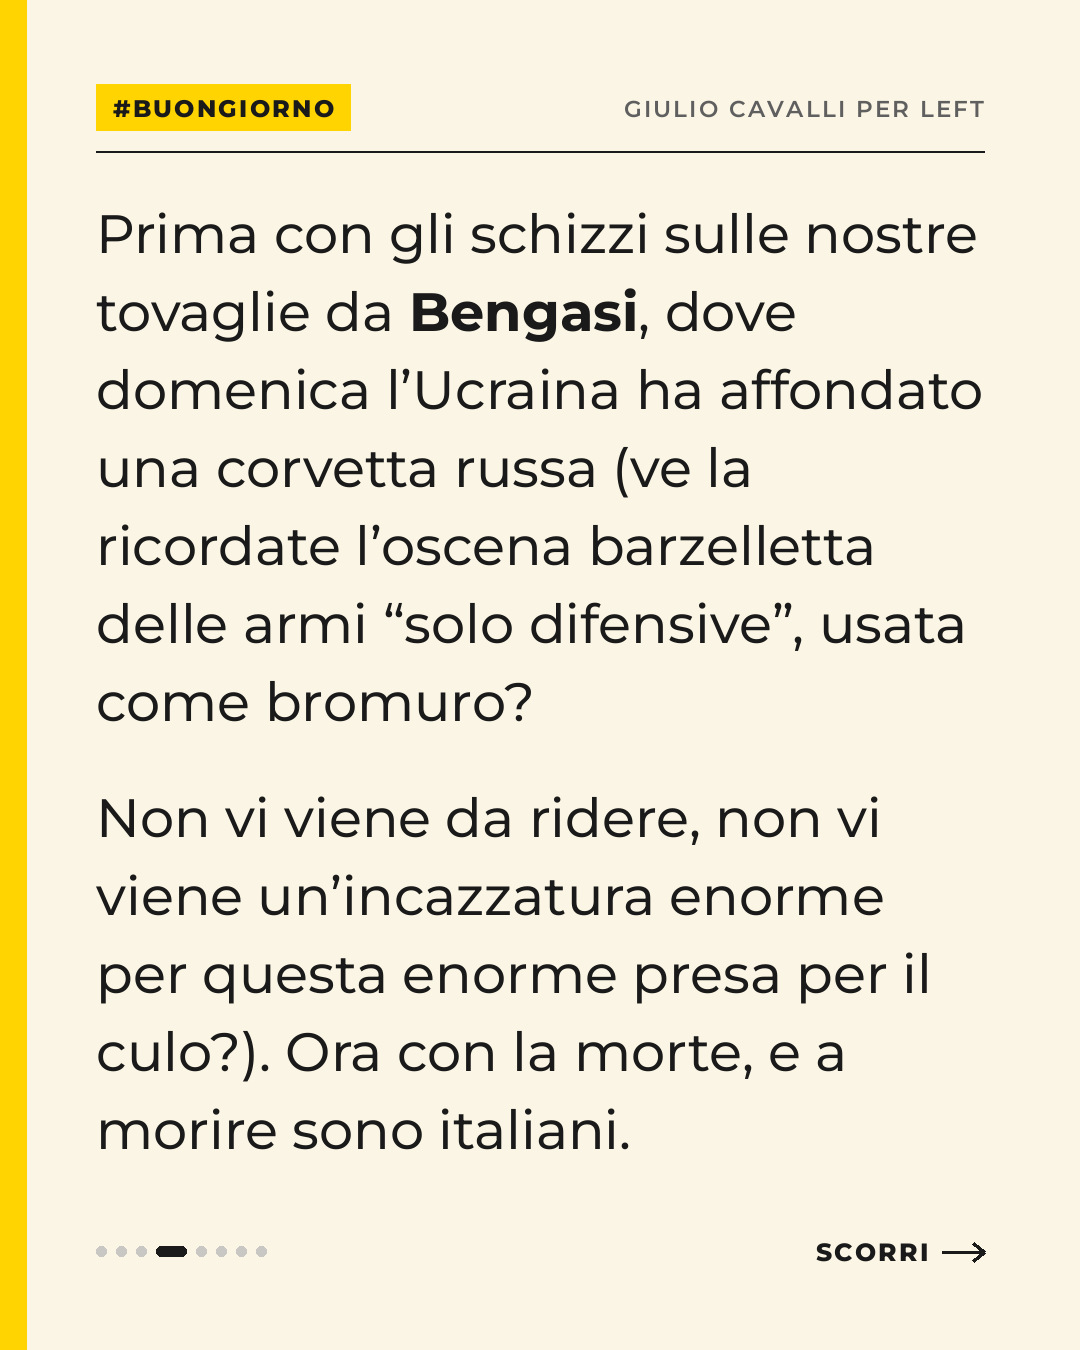 #BUONGIORNO
GIULIO CAVALLI PER LEFT
Prima con gli schizzi sulle nostre
tovaglie da Bengasi, dove
domenica l’Ucraina ha affondato
una corvetta russa (ve la
ricordate l’oscena barzelletta
delle armi “solo difensive”, usata
come bromuro?
Non vi viene da ridere, non vi
viene un’incazzatura enorme
per questa enorme presa per il
culo?). Ora con la morte, e a
morire sono italiani.
SCORRI